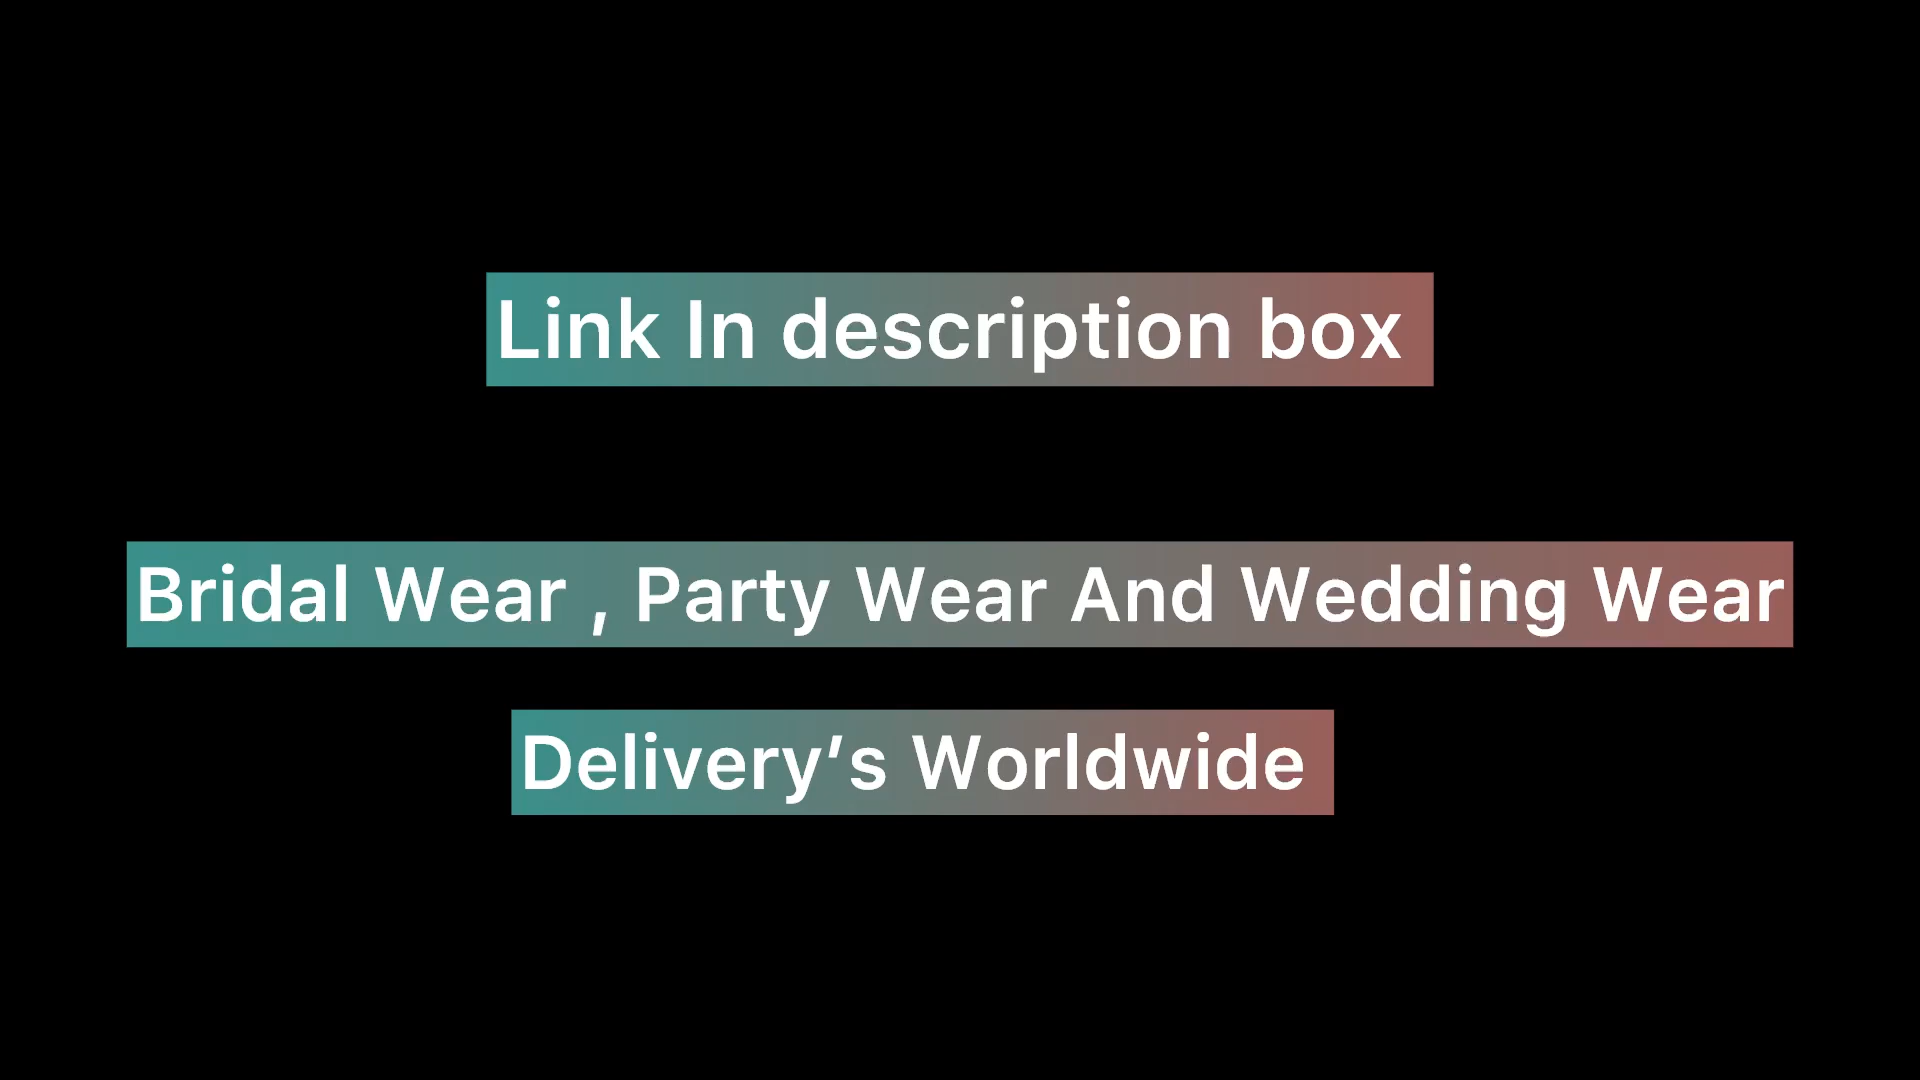 Link In description box
Bridal Wear , Party Wear And Wedding Wear
Delivery’s Worldwide